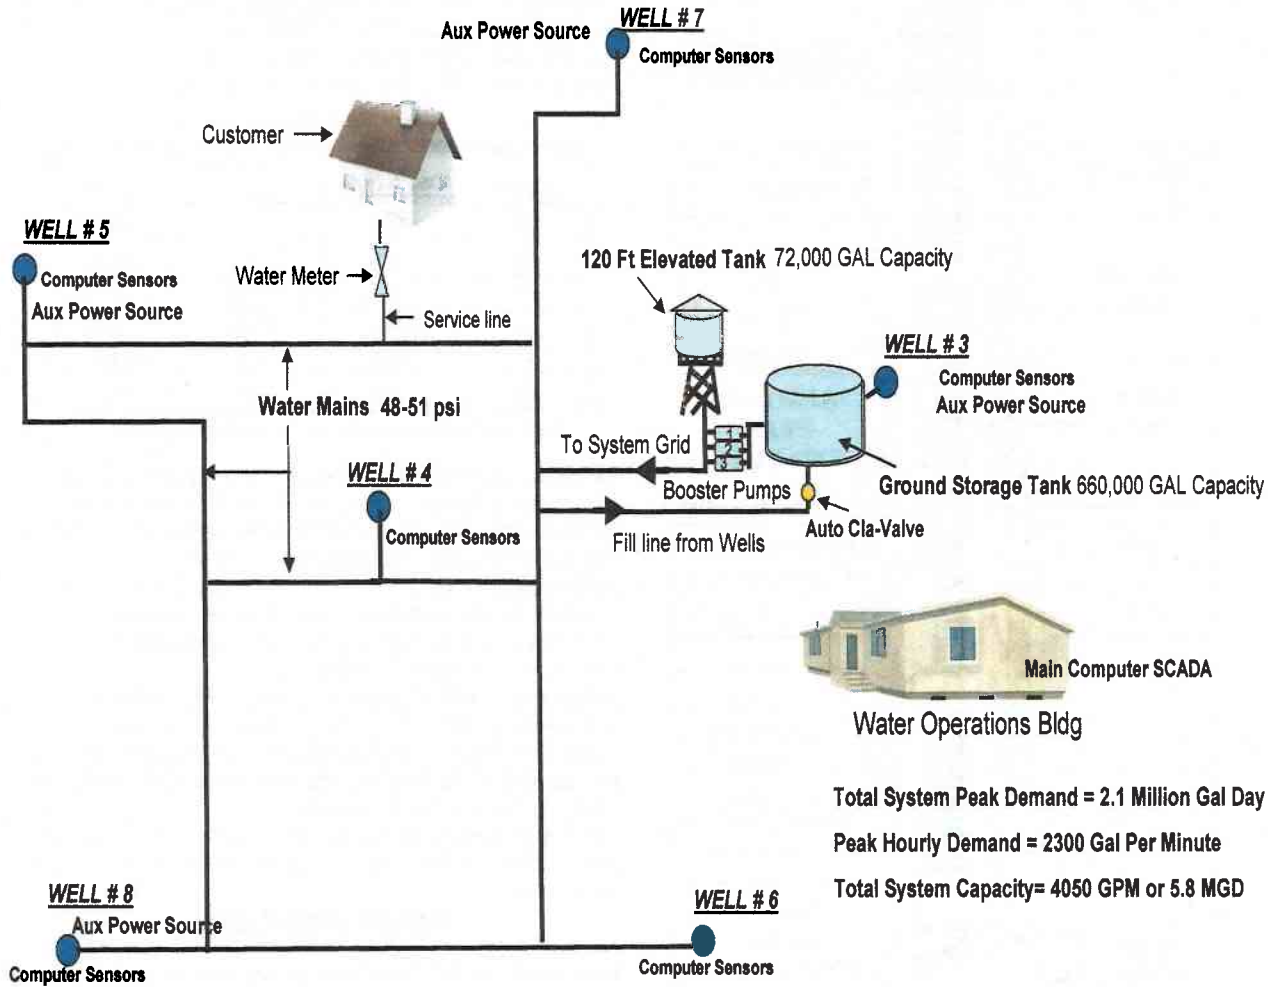 WELL # 7
Aux Power Source
Computer Sensors
Customer
WELL # 5
Computer Sensors
Aux Power Source
Water Meter
Service line
120 Ft Elevated Tank 72,000 GAL Capacity
WELL # 3
Computer Sensors
Aux Power Source
Water Mains 48-51 psi
1
2
3
To System Grid
Booster Pumps
Ground Storage Tank 660,000 GAL Capacity
WELL # 4
Computer Sensors
Auto Cla-Valve
Fill line from Wells
Main Computer SCADA
Water Operations Bldg
Total System Peak Demand = 2.1 Million Gal Day
Peak Hourly Demand = 2300 Gal Per Minute
Total System Capacity= 4050 GPM or 5.8 MGD
WELL # 8
Aux Power Source
Computer Sensors
WELL # 6
Computer Sensors